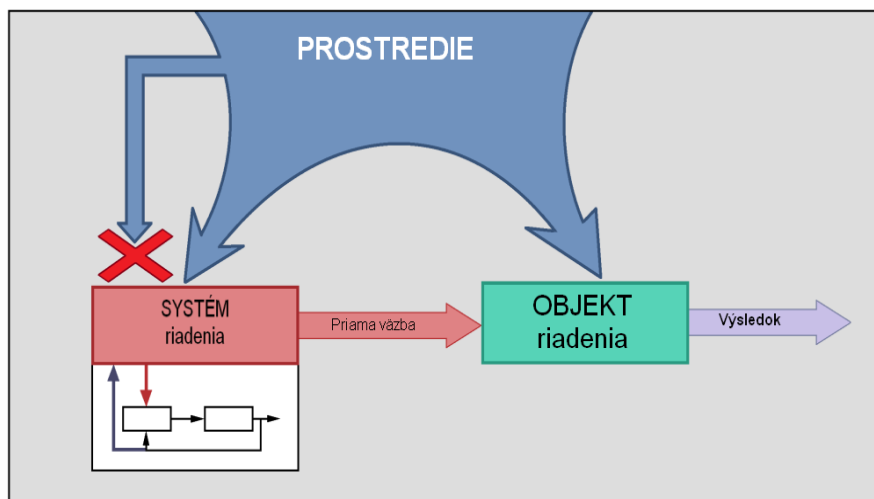 PROSTREDIE
SYSTÉM
riadenia
Priama väzba
OBJEKT
riadenia
Výsledok